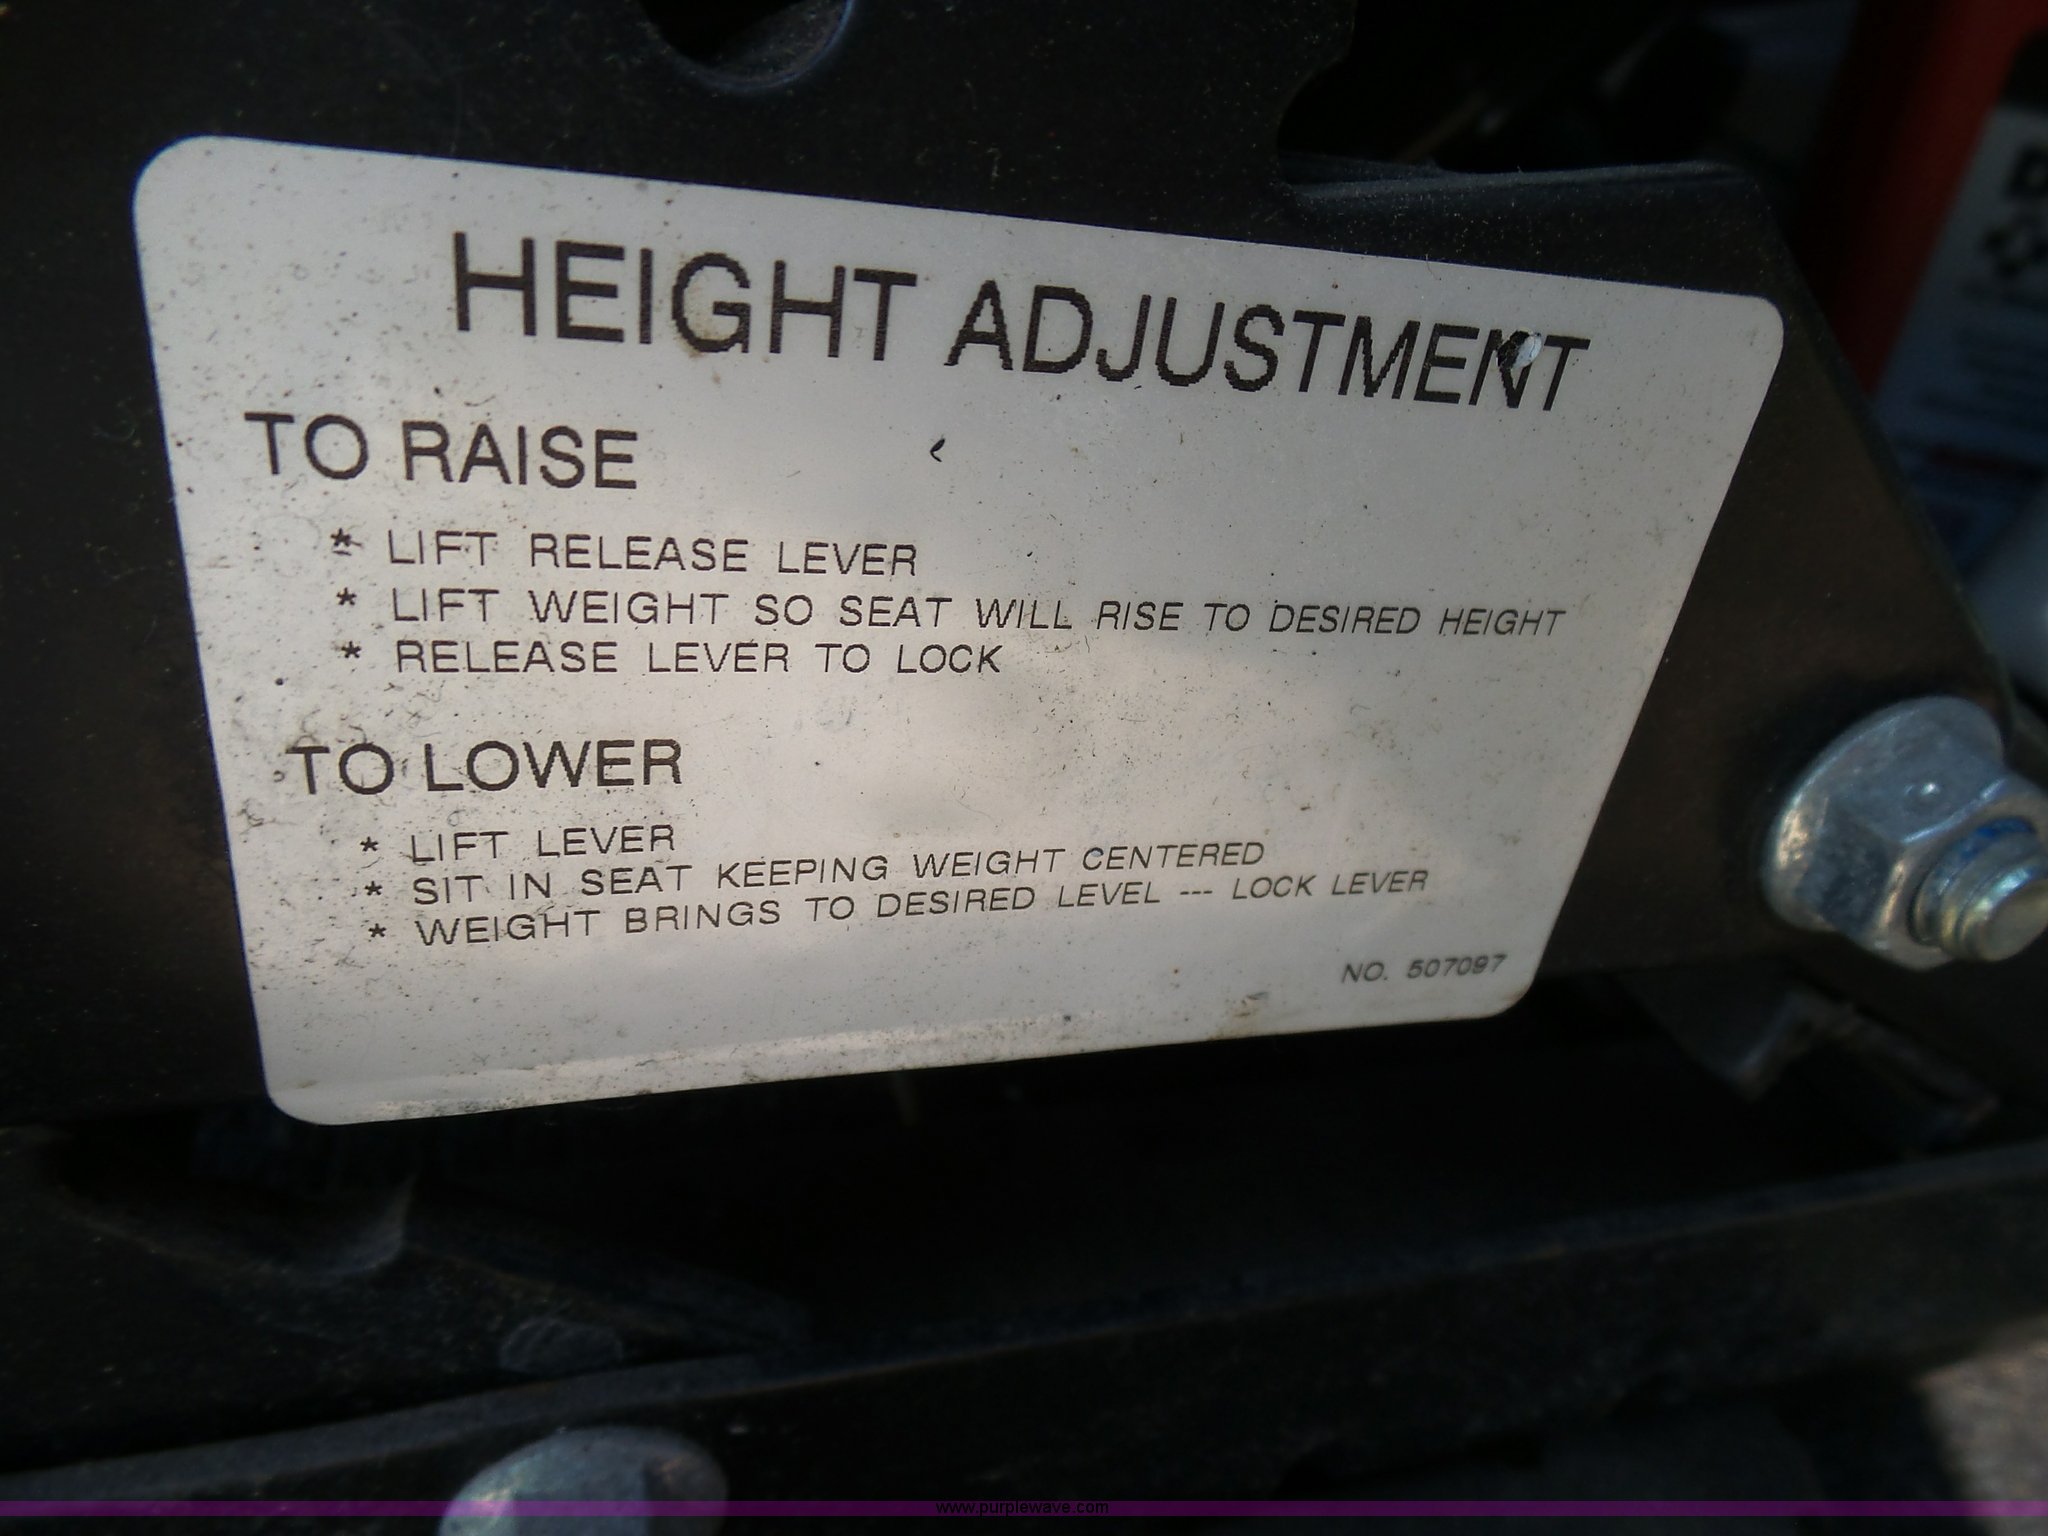 HEIGHT ADJUSTMENT
TO RAISE
* LIFT RELEASE LEVER
* LIFT WEIGHT SO SEAT WILL RISE TO DESIRED HEIGHT
* RELEASE LEVER TO LOCK
TO LOWER
* LIFT LEVER
* SIT IN SEAT KEEPING WEIGHT CENTERED
* WEIGHT BRINGS TO DESIRED LEVEL --- LOCK LEVER
NO. 507097
www.purplewave.com